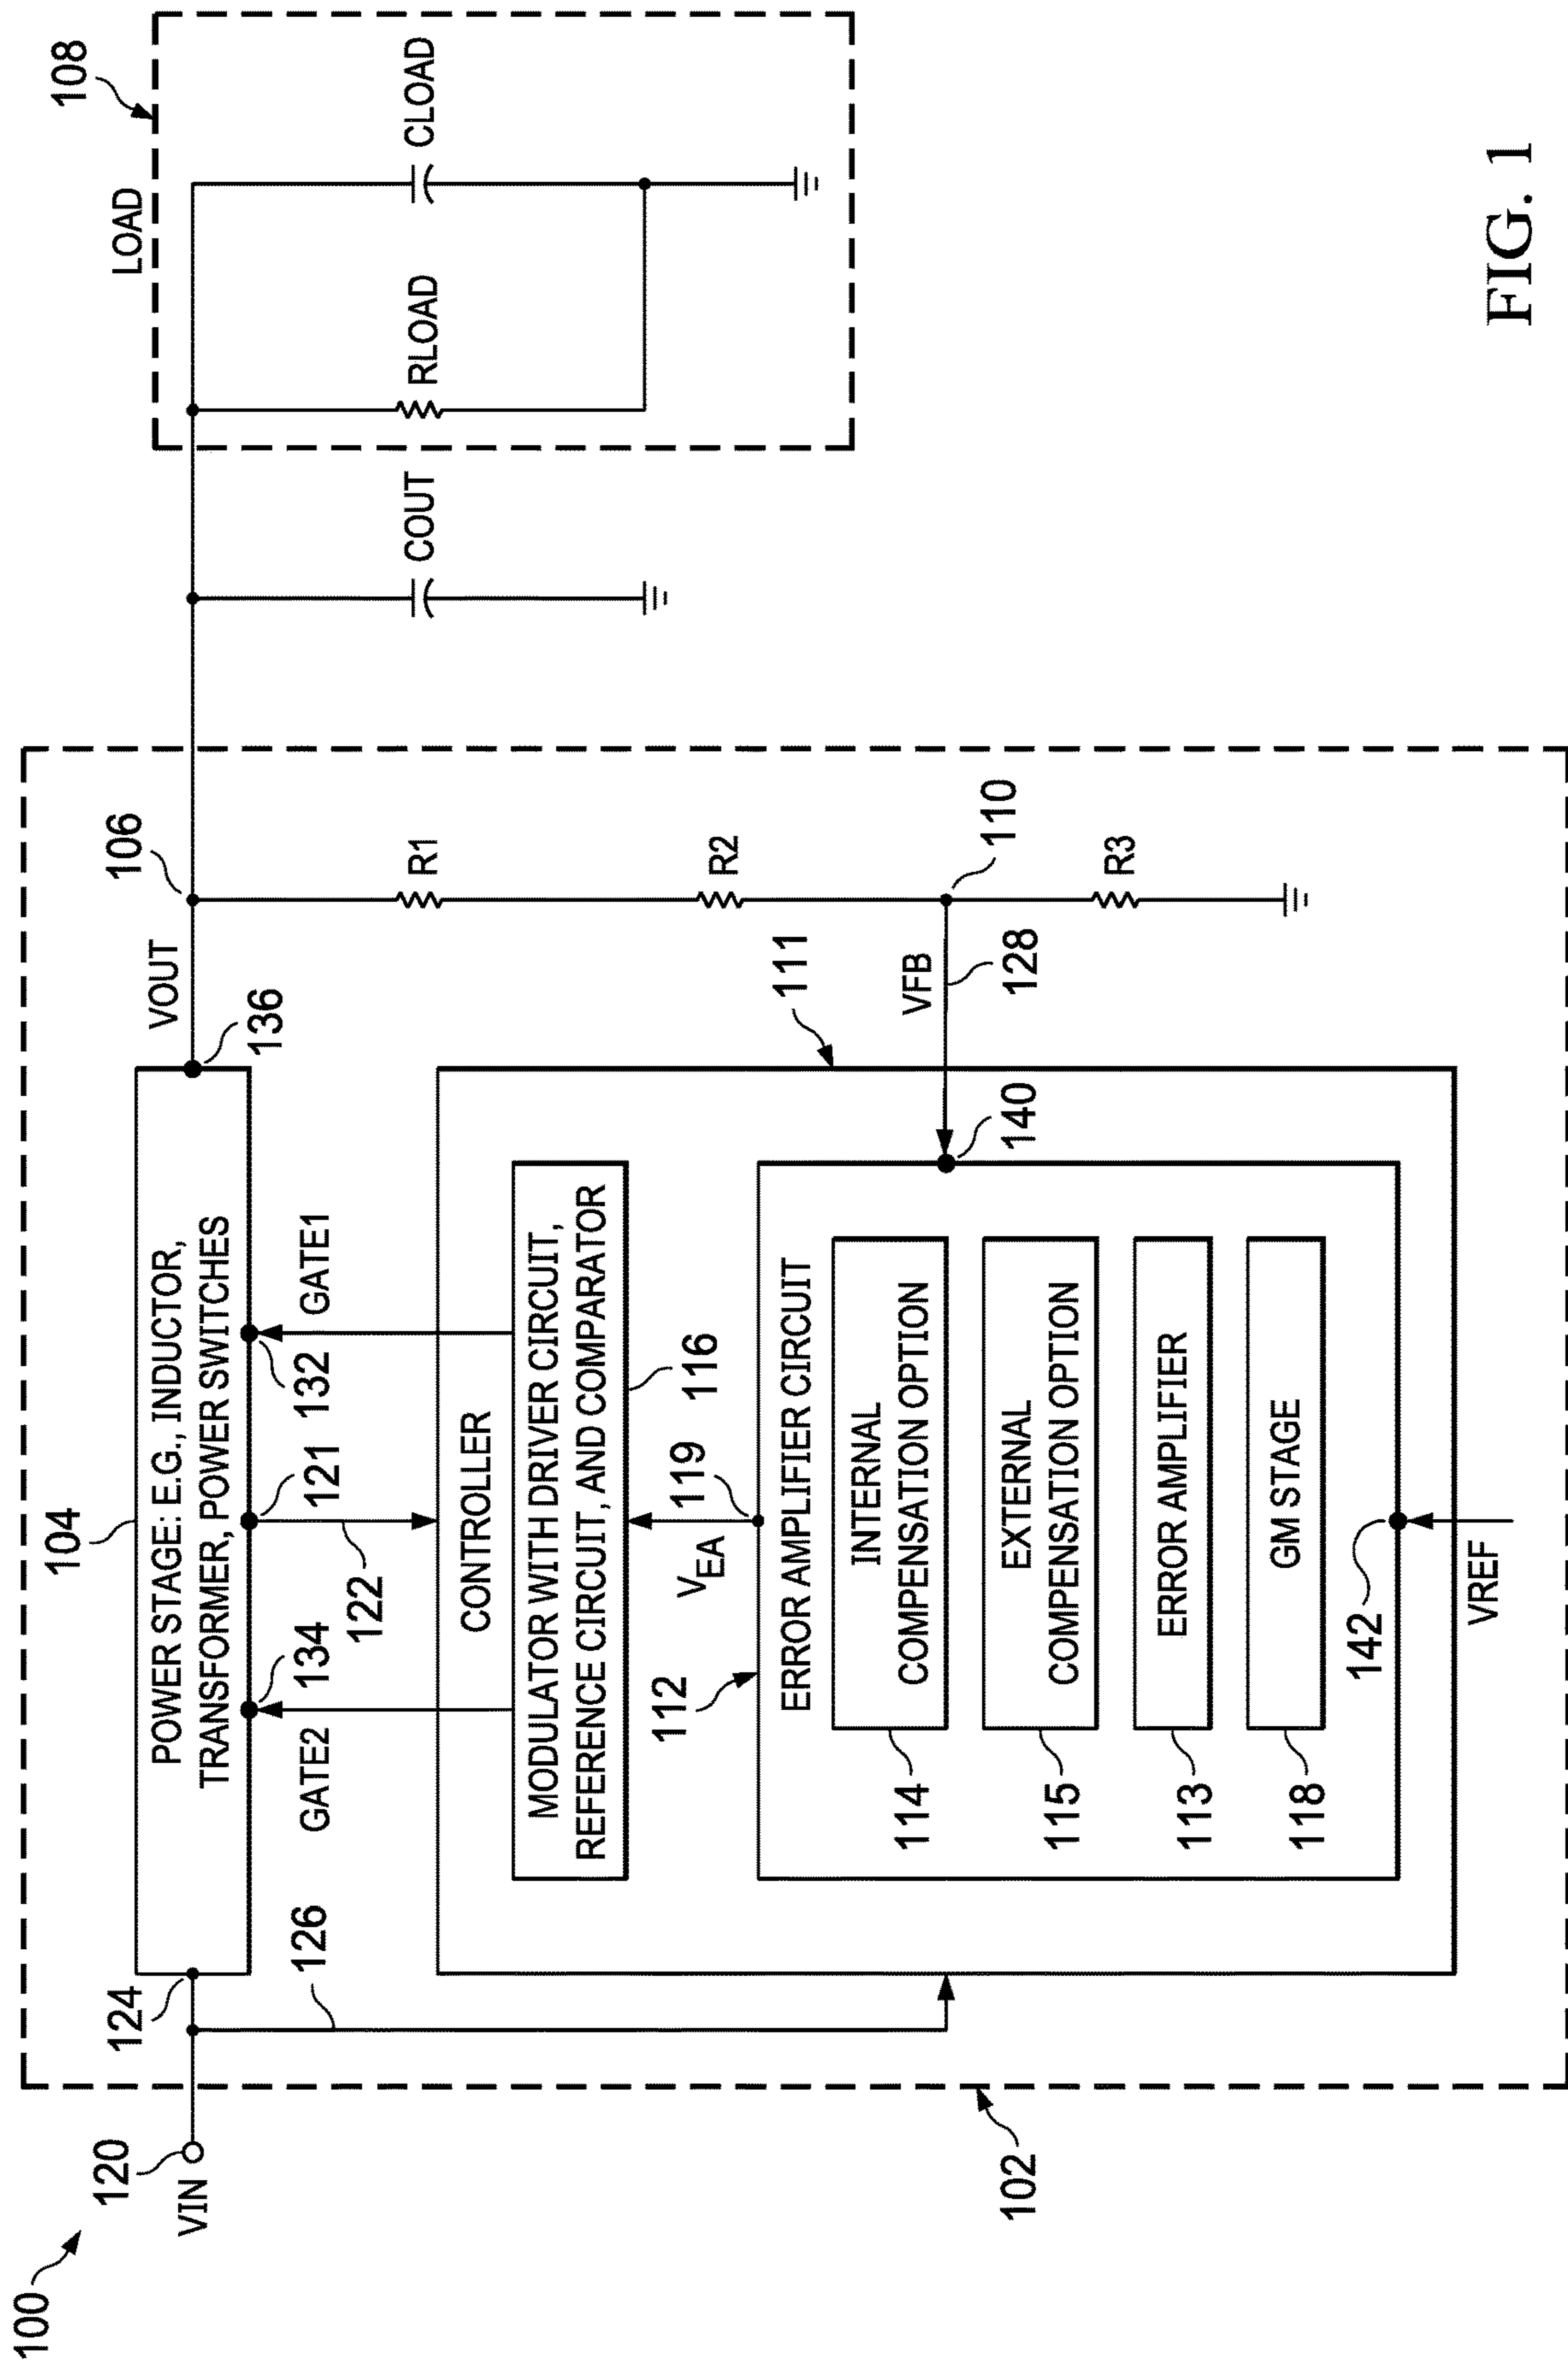 100
120
VIN
124
126
102
104
POWER STAGE: E.G., INDUCTOR,
TRANSFORMER, POWER SWITCHES
134
GATE2
121
122
132
GATE1
136
VOUT
106
CONTROLLER
MODULATOR WITH DRIVER CIRCUIT,
REFERENCE CIRCUIT, AND COMPARATOR
116
111
112
VEA
119
ERROR AMPLIFIER CIRCUIT
INTERNAL
COMPENSATION OPTION
114
EXTERNAL
COMPENSATION OPTION
115
ERROR AMPLIFIER
113
GM STAGE
118
142
VREF
140
VFB
128
110
R1
R2
R3
COUT
LOAD
108
RLOAD
CLOAD
FIG. 1